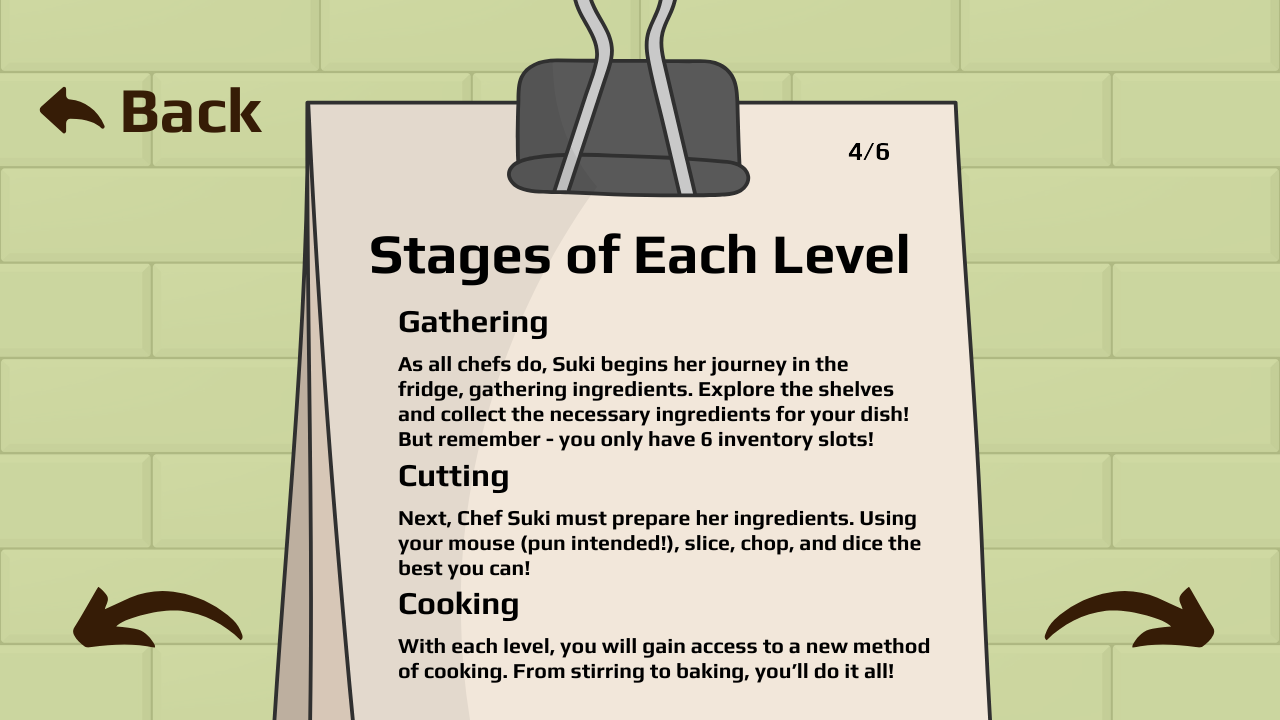 Back
4/6
Stages of Each Level
Gathering
As all chefs do, Suki begins her journey in the
fridge, gathering ingredients. Explore the shelves
and collect the necessary ingredients for your dish!
But remember - you only have 6 inventory slots!
Cutting
Next, Chef Suki must prepare her ingredients. Using
your mouse (pun intended!), slice, chop, and dice the
best you can!
Cooking
With each level, you will gain access to a new method
of cooking. From stirring to baking, you’ll do it all!